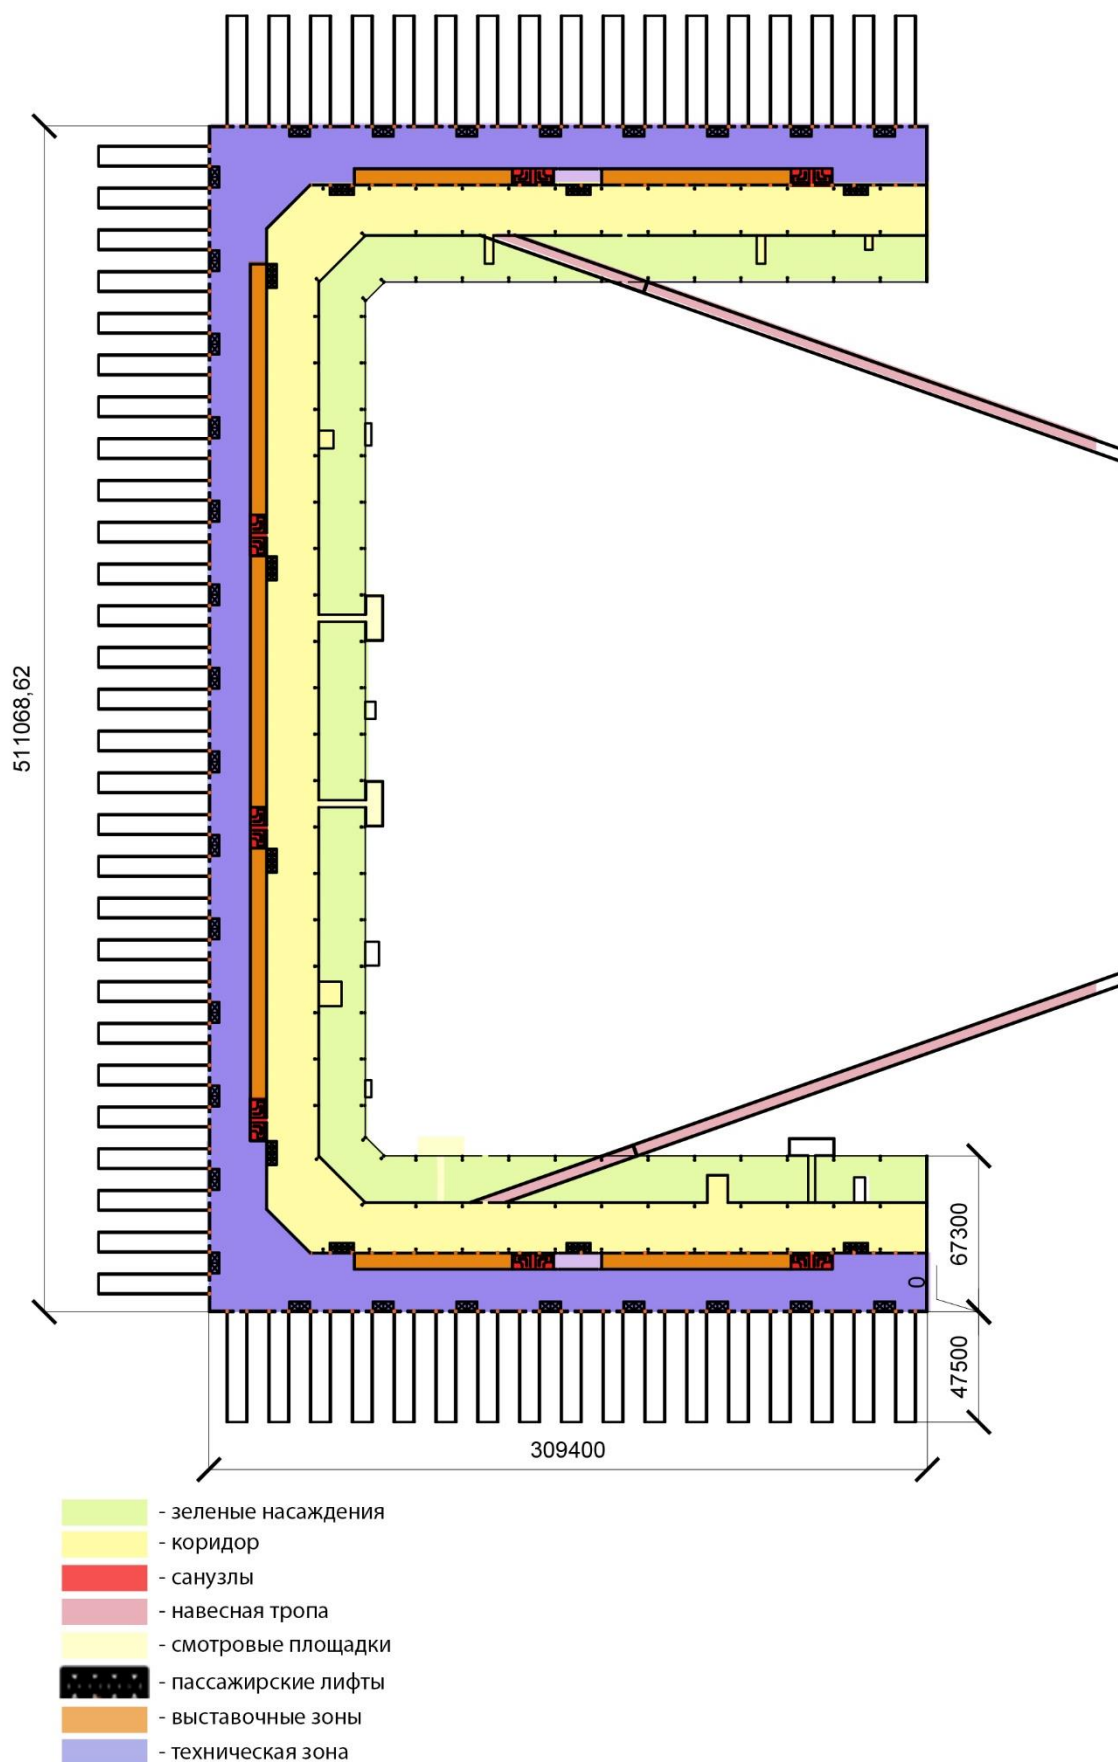 511068,62
67300
0
47500
309400
- зеленые насаждения
- коридор
- санузлы
- навесная тропа
- смотровые площадки
- пассажирские лифты
- выставочные зоны
- техническая зона